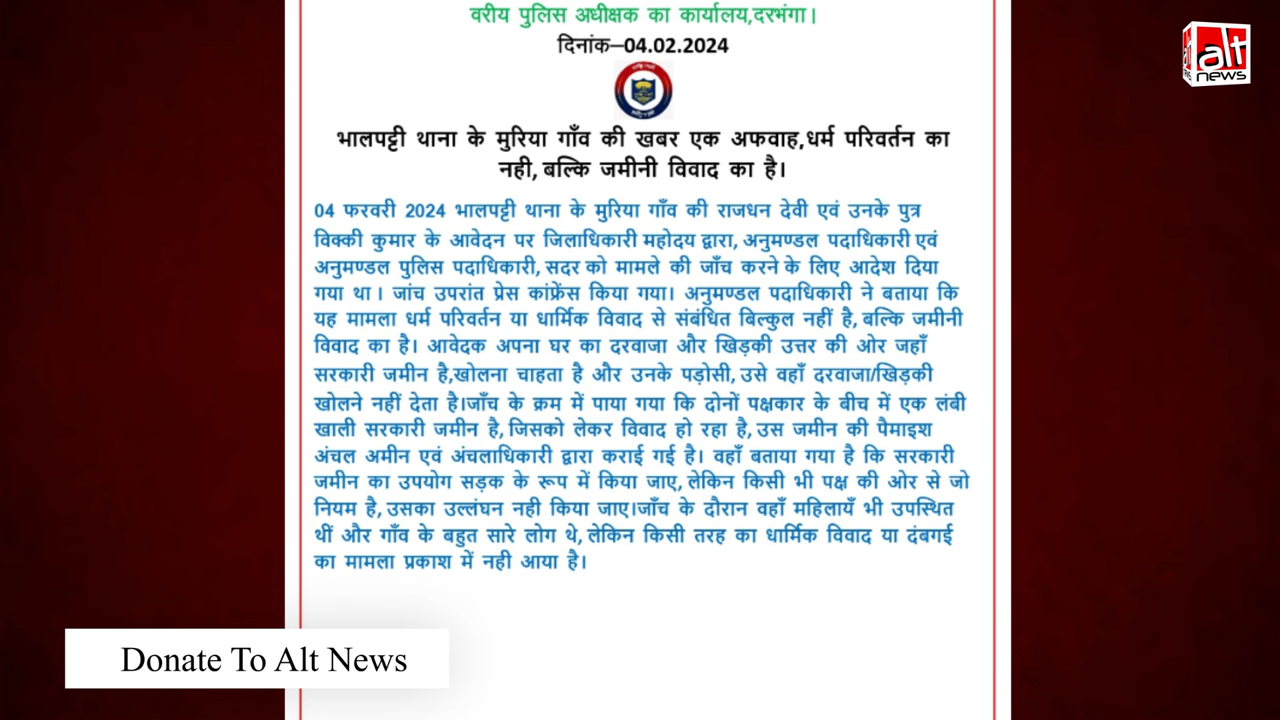 वरीय पुलिस अधीक्षक का कार्यालय,दरभंगा।
दिनांक–04.02.2024
alt
news
भालपट्टी थाना के मुरिया गाँव की खबर एक अफवाह,धर्म परिवर्तन का
नही, बल्कि जमीनी विवाद का है।
04 फरवरी 2024 भालपट्टी थाना के मुरिया गाँव की राजधन देवी एवं उनके पुत्र
विक्की कुमार के आवेदन पर जिलाधिकारी महोदय द्वारा, अनुमण्डल पदाधिकारी एवं
अनुमण्डल पुलिस पदाधिकारी, सदर को मामले की जाँच करने के लिए आदेश दिया
गया था। जांच उपरांत प्रेस कांफ्रेंस किया गया। अनुमण्डल पदाधिकारी ने बताया कि
यह मामला धर्म परिवर्तन या धार्मिक विवाद से संबंधित बिल्कुल नहीं है, बल्कि जमीनी
विवाद का है। आवेदक अपना घर का दरवाजा और खिड़की उत्तर की ओर जहाँ
सरकारी जमीन है,खोलना चाहता है और उनके पड़ोसी, उसे वहाँ दरवाजा/खिड़की
खोलने नहीं देता है।जाँच के क्रम में पाया गया कि दोनों पक्षकार के बीच में एक लंबी
खाली सरकारी जमीन है, जिसको लेकर विवाद हो रहा है, उस जमीन की पैमाइश
अंचल अमीन एवं अंचलाधिकारी द्वारा कराई गई है। वहाँ बताया गया है कि सरकारी
जमीन का उपयोग सड़क के रूप में किया जाए, लेकिन किसी भी पक्ष की ओर से जो
नियम है, उसका उल्लंघन नही किया जाए।जाँच के दौरान वहाँ महिलायेँ भी उपस्थित
थीं और गाँव के बहुत सारे लोग थे, लेकिन किसी तरह का धार्मिक विवाद या दंबगई
का मामला प्रकाश में नही आया है।
Donate To Alt News